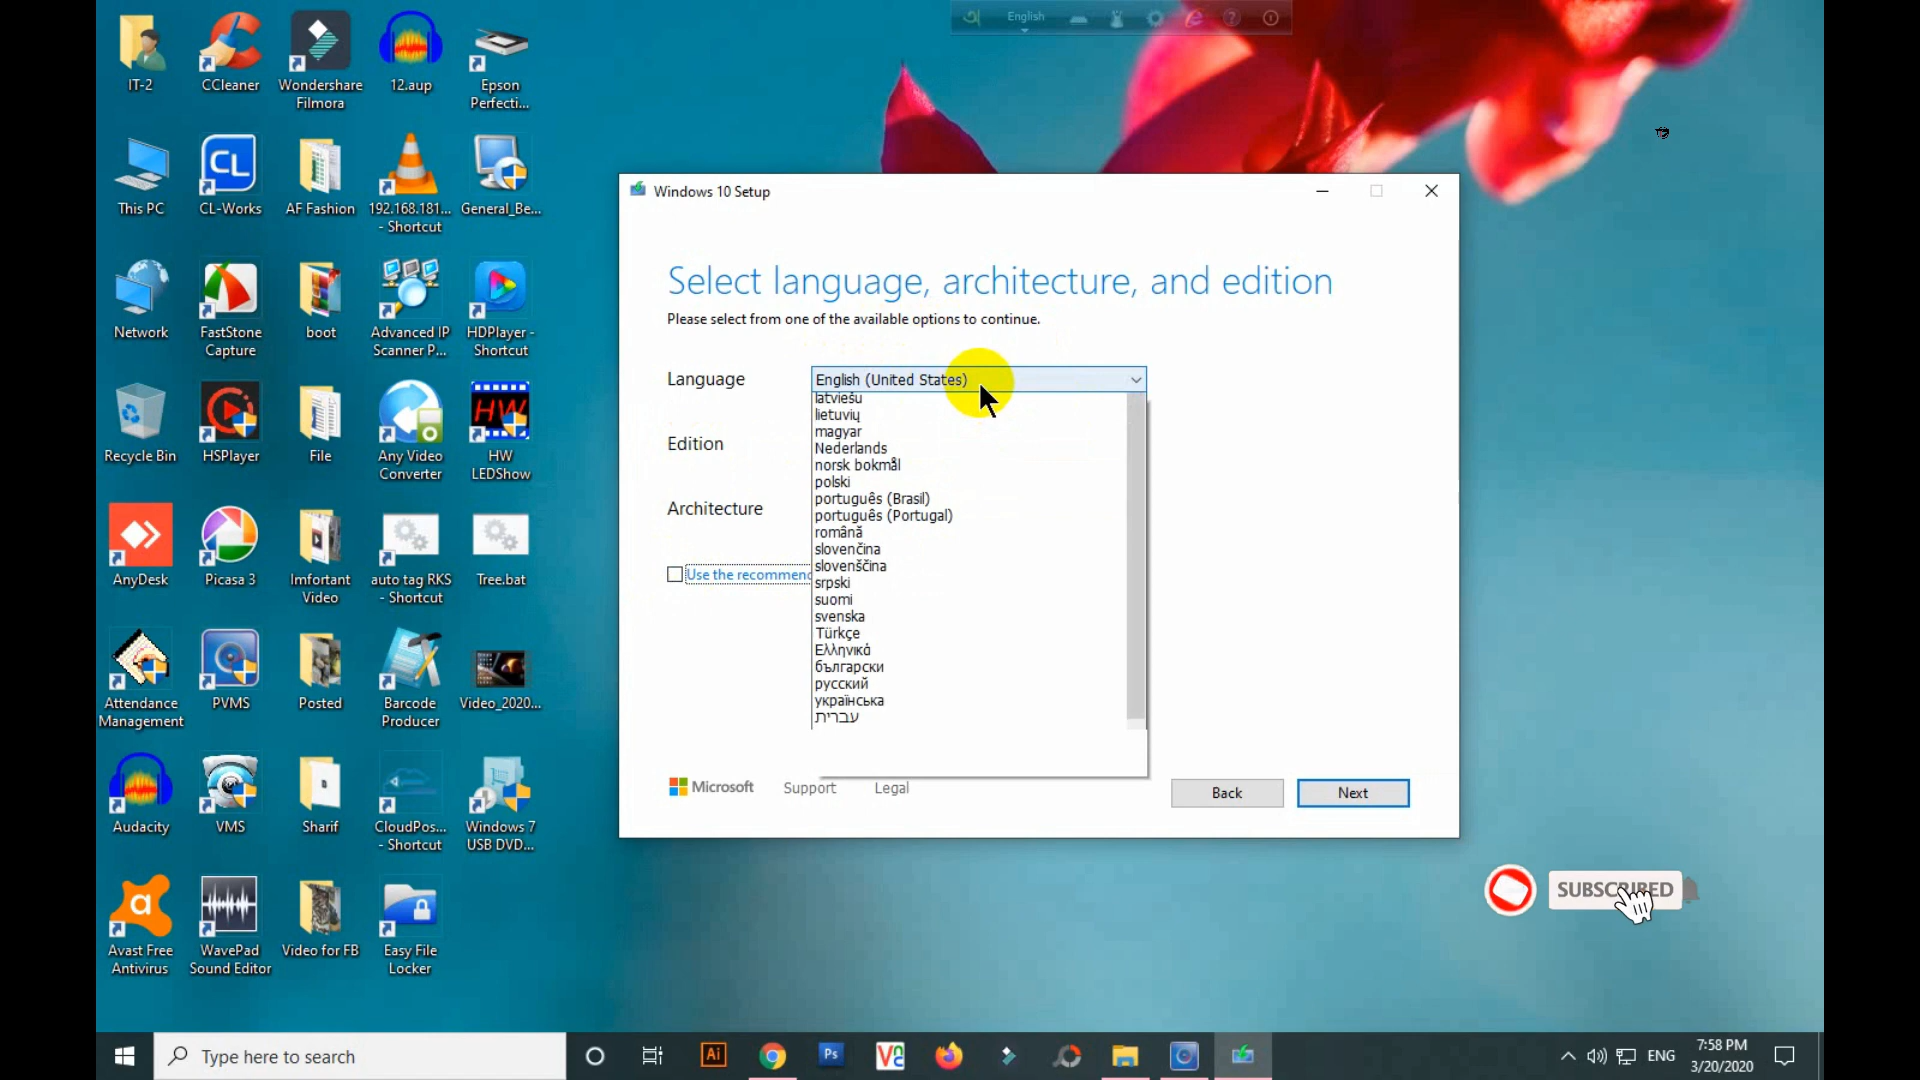 English
IT-2
CCleaner
Wondershare
Filmora
12.aup
Epson
Perfecti...
This PC
CL-Works
AF Fashion
192.168.181...
- Shortcut
General_Be...
Network
FastStone
Capture
boot
Advanced IP
Scanner P...
HDPlayer -
Shortcut
Recycle Bin
HSPlayer
File
Any Video
Converter
HW
HW
LEDShow
AnyDesk
Picasa 3
Imfortant
Video
auto tag RKS
- Shortcut
Tree.bat
Attendance
Management
PVMS
Posted
Barcode
Producer
Video_2020...
Audacity
VMS
Sharif
CloudPos...
- Shortcut
Windows 7
USB DVD...
Avast Free
Antivirus
WavePad
Sound Editor
Video for FB
Easy File
Locker
Windows 10 Setup
Select language, architecture, and edition
Please select from one of the available options to continue.
Language
English (United States)
latviešu
lietuvių
magyar
Nederlands
norsk bokmål
polski
português (Brasil)
português (Portugal)
română
slovenčina
slovenščina
srpski
suomi
svenska
Türkçe
Ελληνικά
български
русский
українська
עברית
Edition
Architecture
Use the recommen
Microsoft
Support
Legal
Back
Next
SUBSCRIBED
Type here to search
Ai
Ps
ENG
7:58 PM
3/20/2020
CL
a